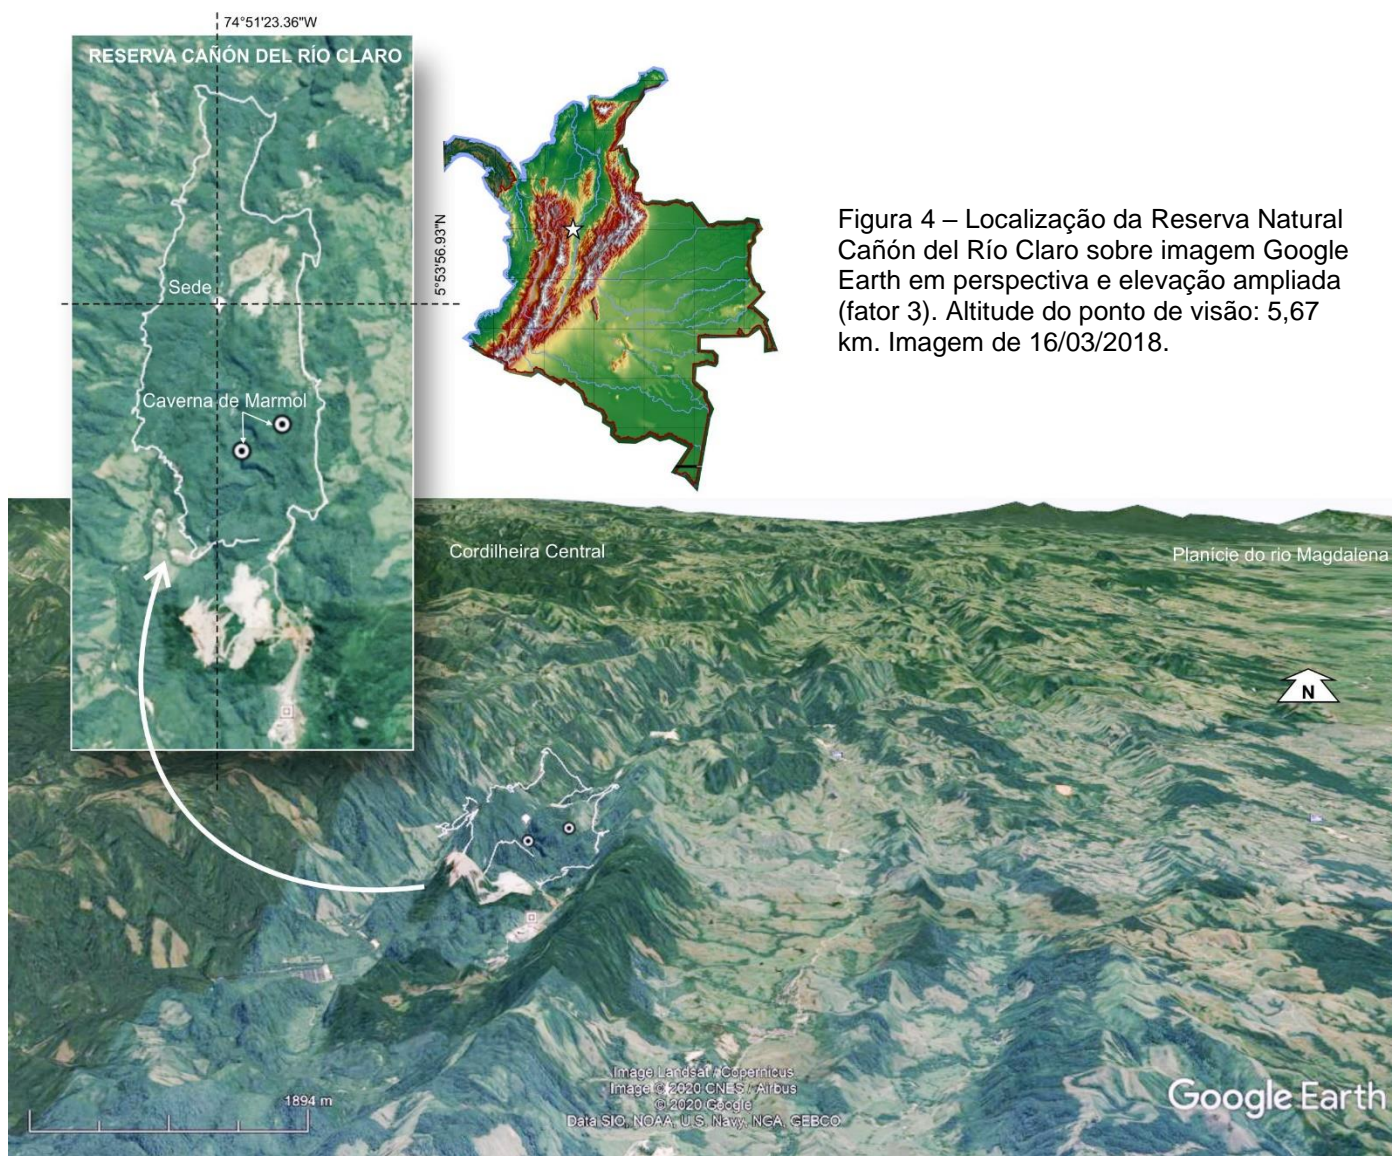 74°51'23.36"W
RESERVA CAÑÓN DEL RÍO CLARO
5°53'56.93"N
Sede
Caverna de Marmol
Figura 4 – Localização da Reserva Natural
Cañón del Río Claro sobre imagem Google
Earth em perspectiva e elevação ampliada
(fator 3). Altitude do ponto de visão: 5,67
km. Imagem de 16/03/2018.
Cordilheira Central
Planície do rio Magdalena
N
1894 m
Image Landsat / Copernicus
Image © 2020 CNES / Airbus
© 2020 Google
Data SIO, NOAA, U.S. Navy, NGA, GEBCO
Google Earth